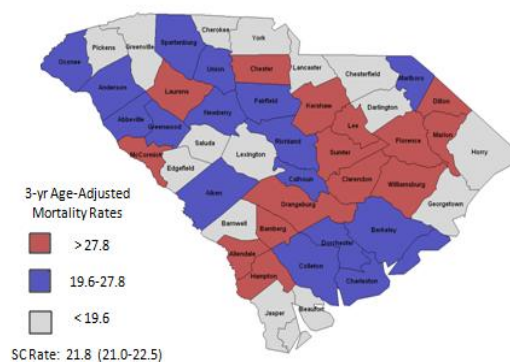 Cherokee
Spartanburg
York
Greenville
Pickens
Oconee
Union
Chester
Lancaster
Chesterfield
Marlboro
Anderson
Laurens
Fairfield
Kershaw
Darlington
Dillon
Abbeville
Greenwood
Newberry
Lee
Florence
Marion
Saluda
Richland
Sumter
Horry
McCormick
Edgefield
Lexington
Calhoun
Clarendon
Williamsburg
Aiken
Orangeburg
Georgetown
Barnwell
Bamberg
Berkeley
Dorchester
Allendale
Colleton
Charleston
Hampton
Jasper
Beaufort
3-yr Age-Adjusted
Mortality Rates
> 27.8
19.6-27.8
< 19.6
SC Rate: 21.8 (21.0-22.5)